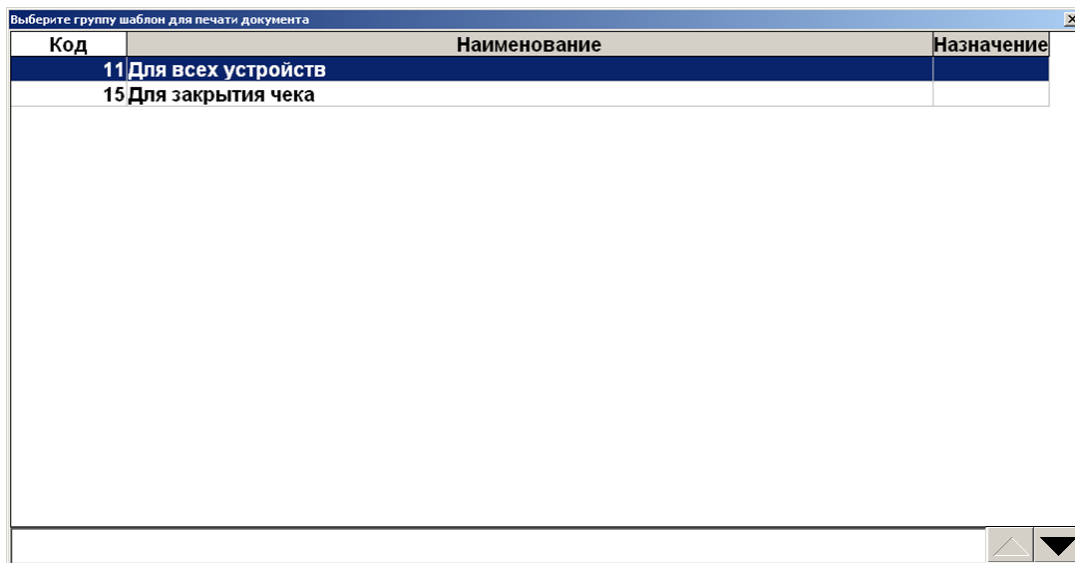 Выберите группу шаблон для печати документа
Код Наименование Назначение
11 Для всех устройств
15 Для закрытия чека